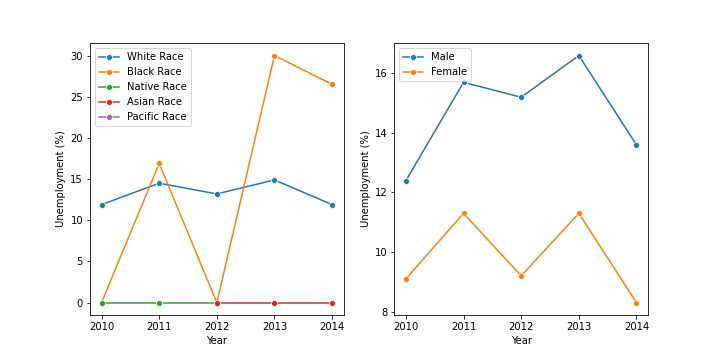 White Race
Black Race
Native Race
Asian Race
Pacific Race
30
25
20
15
10
5
0
Unemployment (%)
2010 2011 2012 2013 2014
Year
Male
Female
16
14
12
10
8
Unemployment (%)
2010 2011 2012 2013 2014
Year